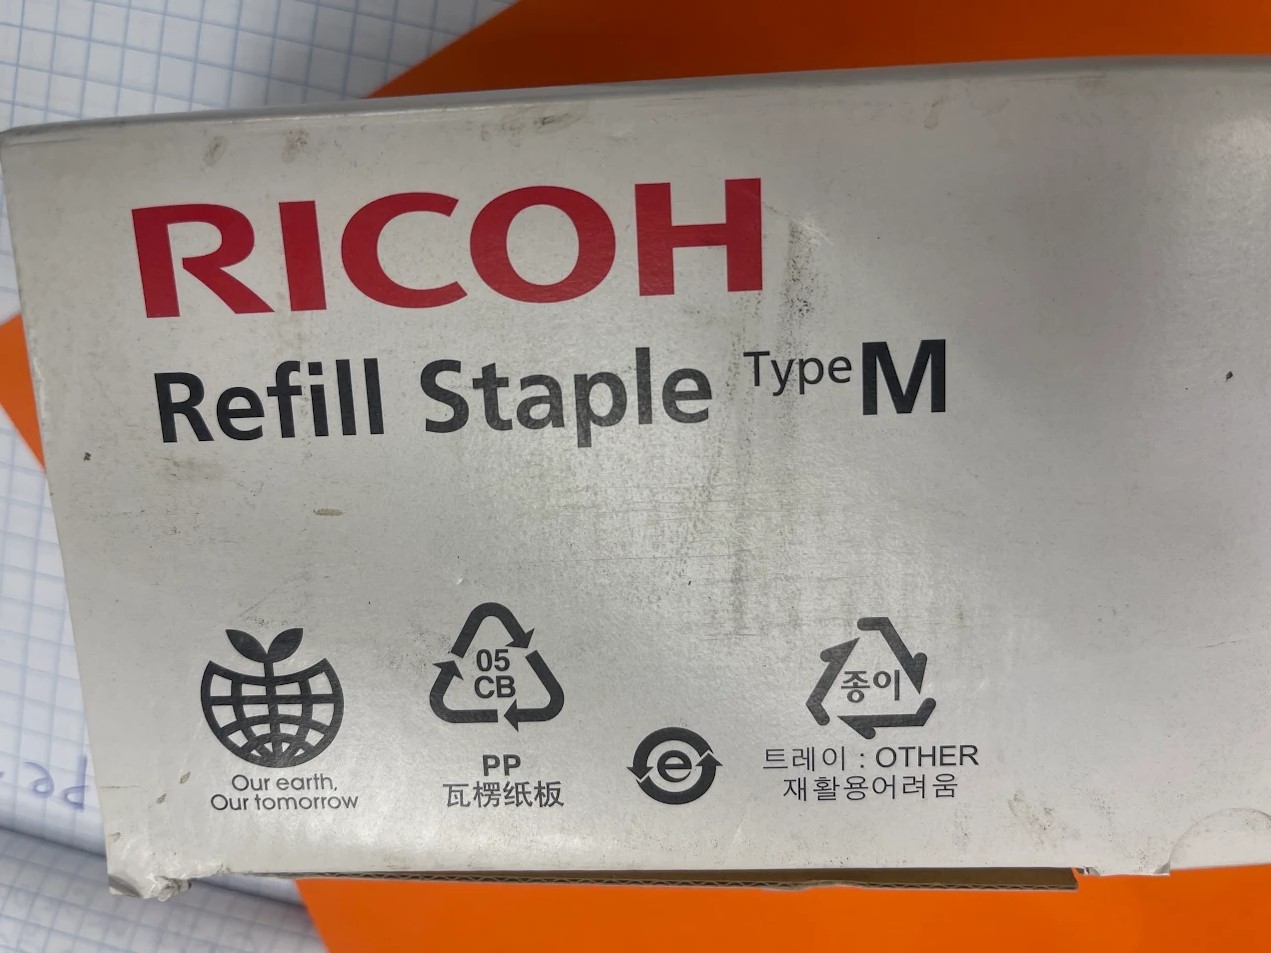 RICOH
Refill Staple Type M
05
CB
PP
瓦楞纸板
Our earth,
Our tomorrow
e
종이
트레이 : OTHER
재활용어려움